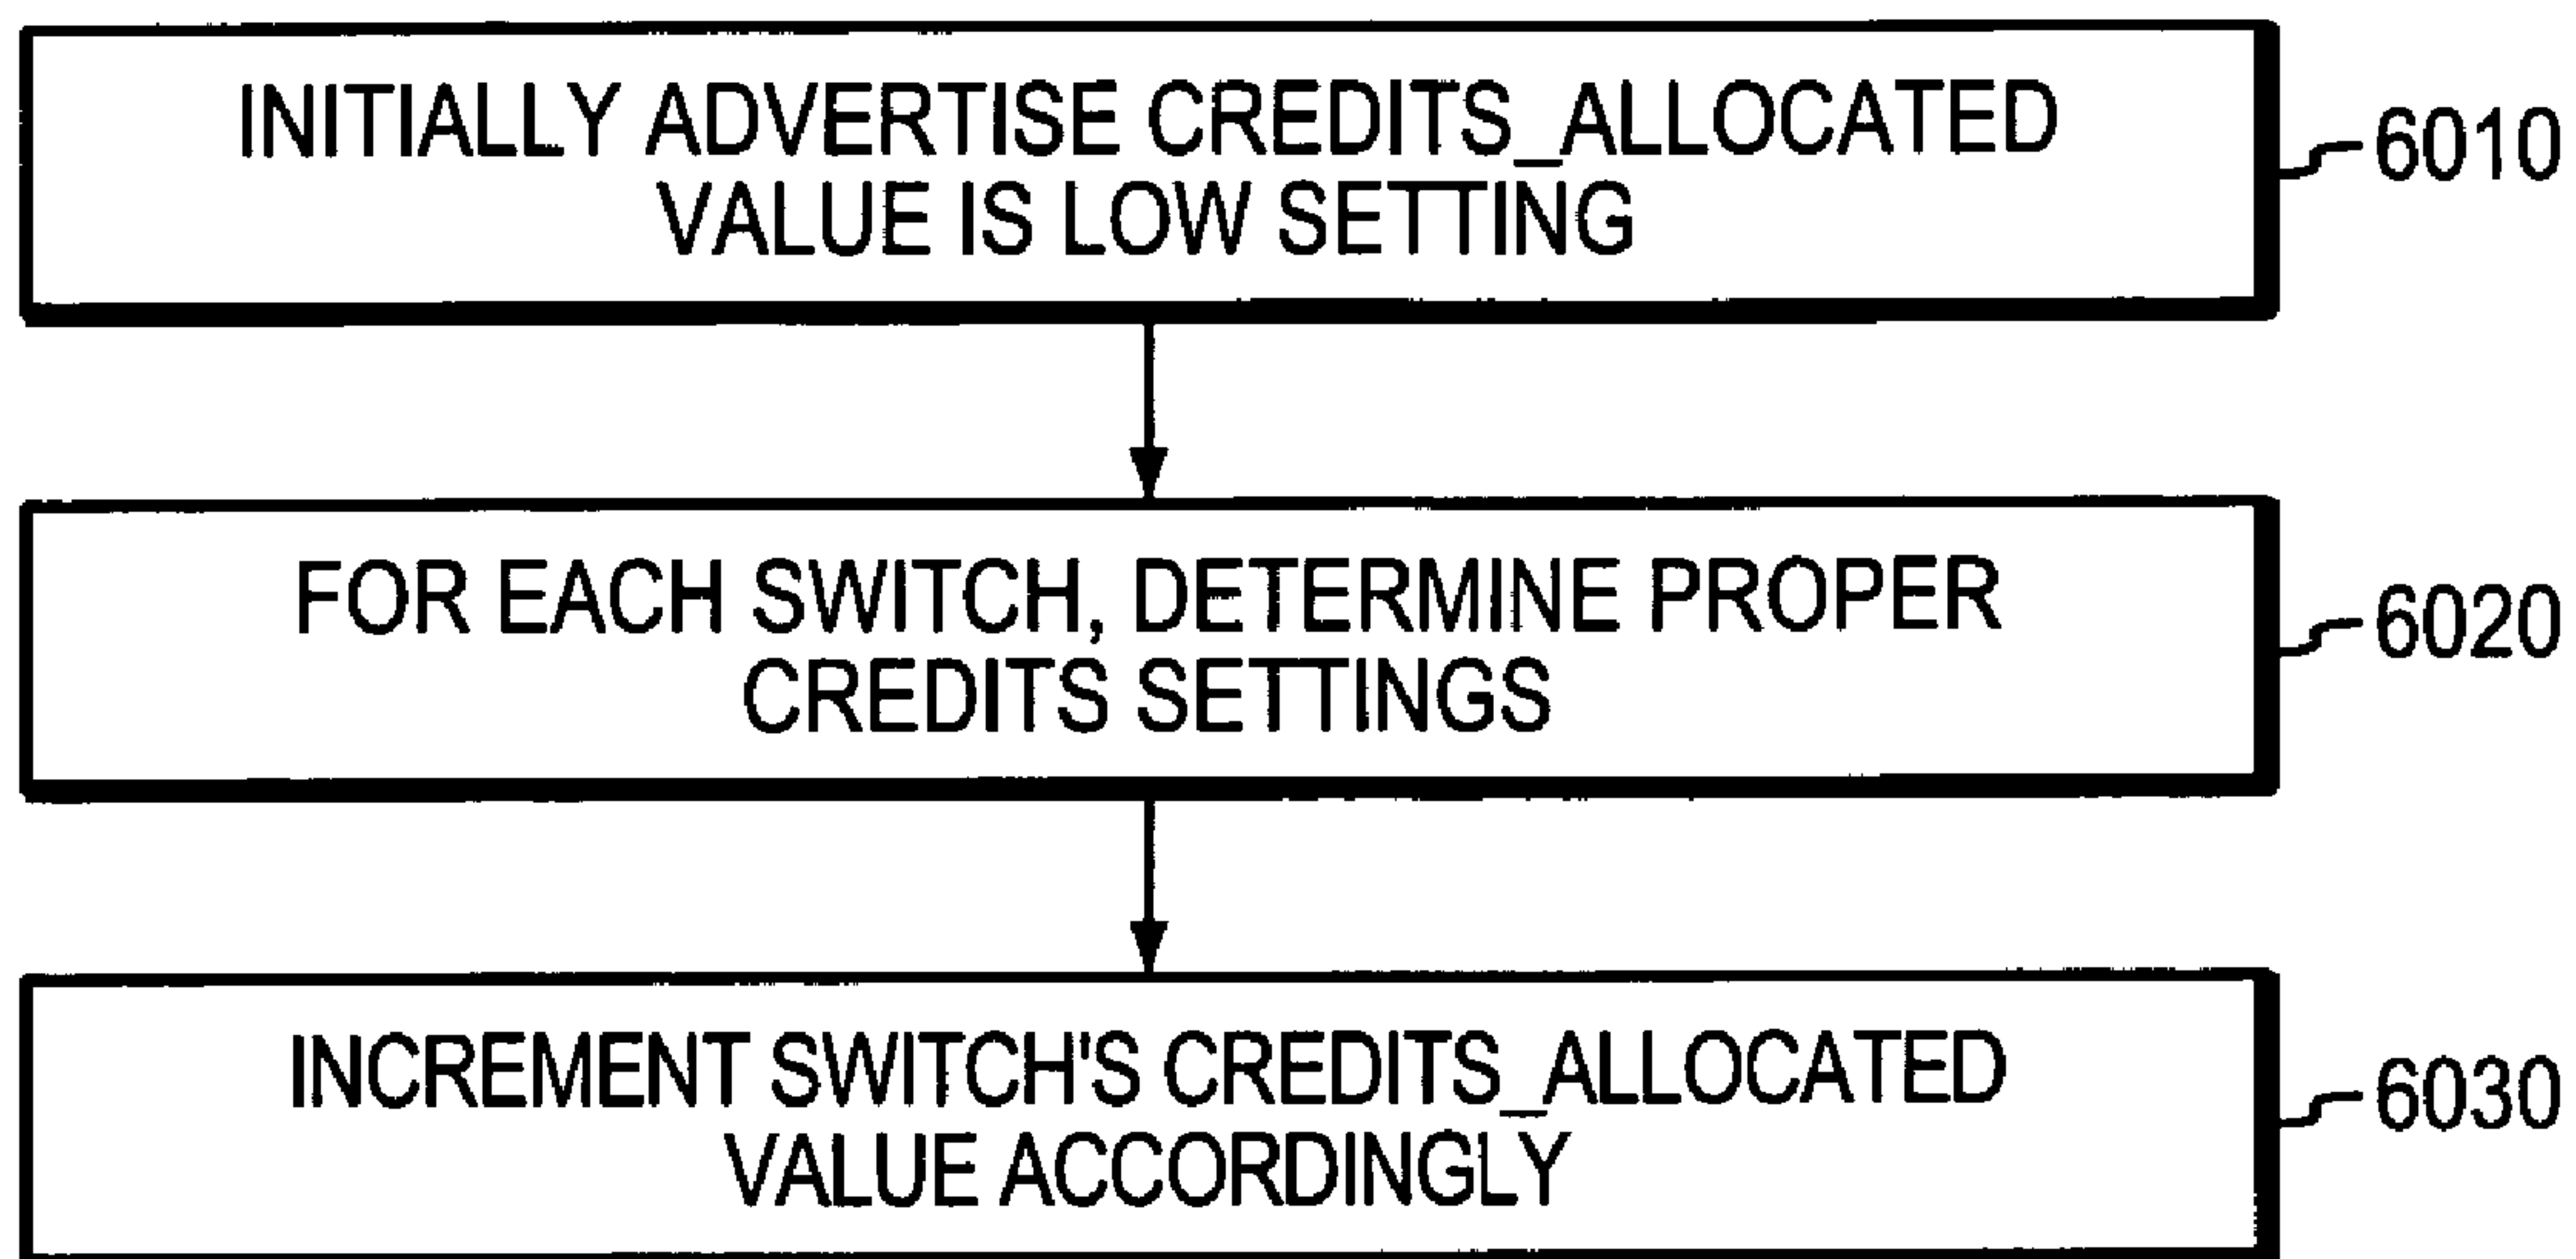 INITIALLY ADVERTISE CREDITS_ALLOCATED
VALUE IS LOW SETTING
6010
FOR EACH SWITCH, DETERMINE PROPER
CREDITS SETTINGS
6020
INCREMENT SWITCH'S CREDITS_ALLOCATED
VALUE ACCORDINGLY
6030